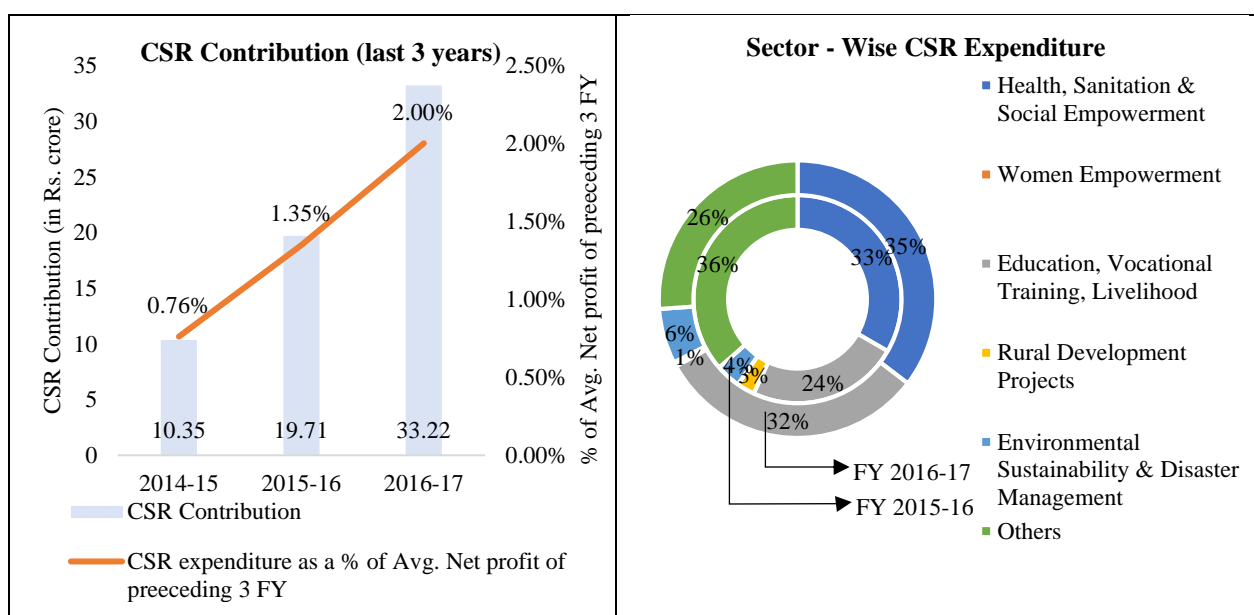 CSR Contribution (last 3 years)
35
30
25
20
15
10
5
0
CSR Contribution (in Rs. crore)
2.50%
2.00%
1.50%
1.00%
0.50%
0.00%
% of Avg. Net profit of preeceding 3 FY
0.76%
1.35%
2.00%
10.35
19.71
33.22
2014-15
2015-16
2016-17
CSR Contribution
CSR expenditure as a % of Avg. Net profit of
preeceding 3 FY
Sector - Wise CSR Expenditure
26%
36%
33%
35%
6%
1%
4%
3%
24%
32%
FY 2016-17
FY 2015-16
Health, Sanitation &
Social Empowerment
Women Empowerment
Education, Vocational
Training, Livelihood
Rural Development
Projects
Environmental
Sustainability & Disaster
Management
Others